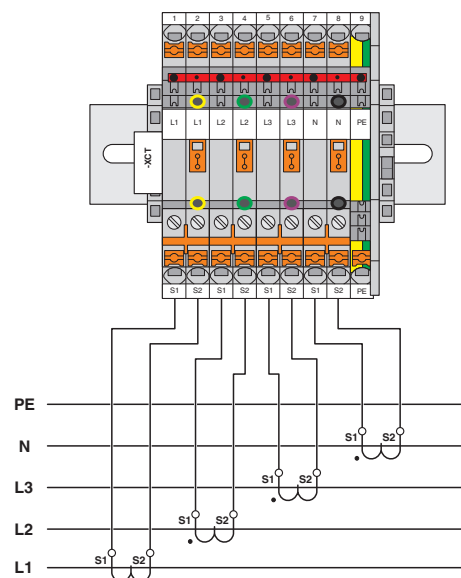 1 2 3 4 5 6 7 8 9
L1 L1 L2 L2 L3 L3 N N PE
-XCT
S1 S2 S1 S2 S1 S2 S1 S2 PE
PE
S1 S2
N
S1 S2
L3
S1 S2
L2
S1 S2
L1